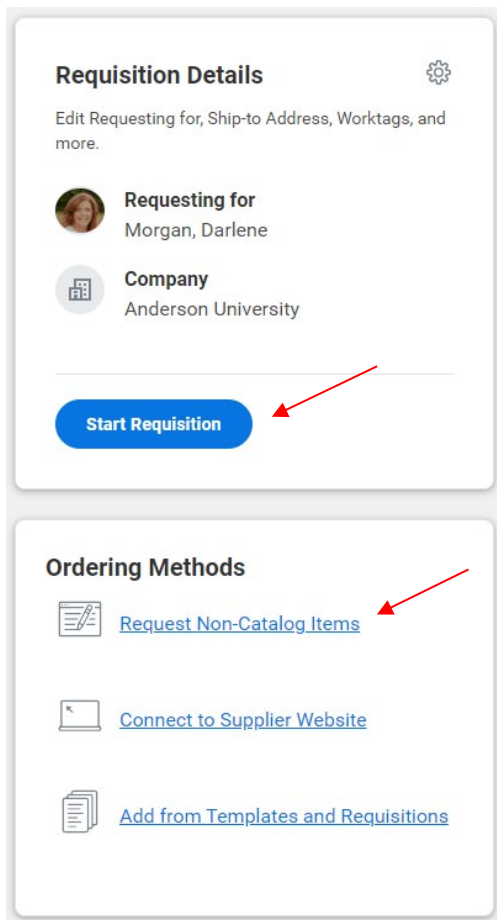 Requisition Details
Edit Requesting for, Ship-to Address, Worktags, and
more.
Requesting for
Morgan, Darlene
Company
Anderson University
Start Requisition
Ordering Methods
Request Non-Catalog Items
Connect to Supplier Website
Add from Templates and Requisitions